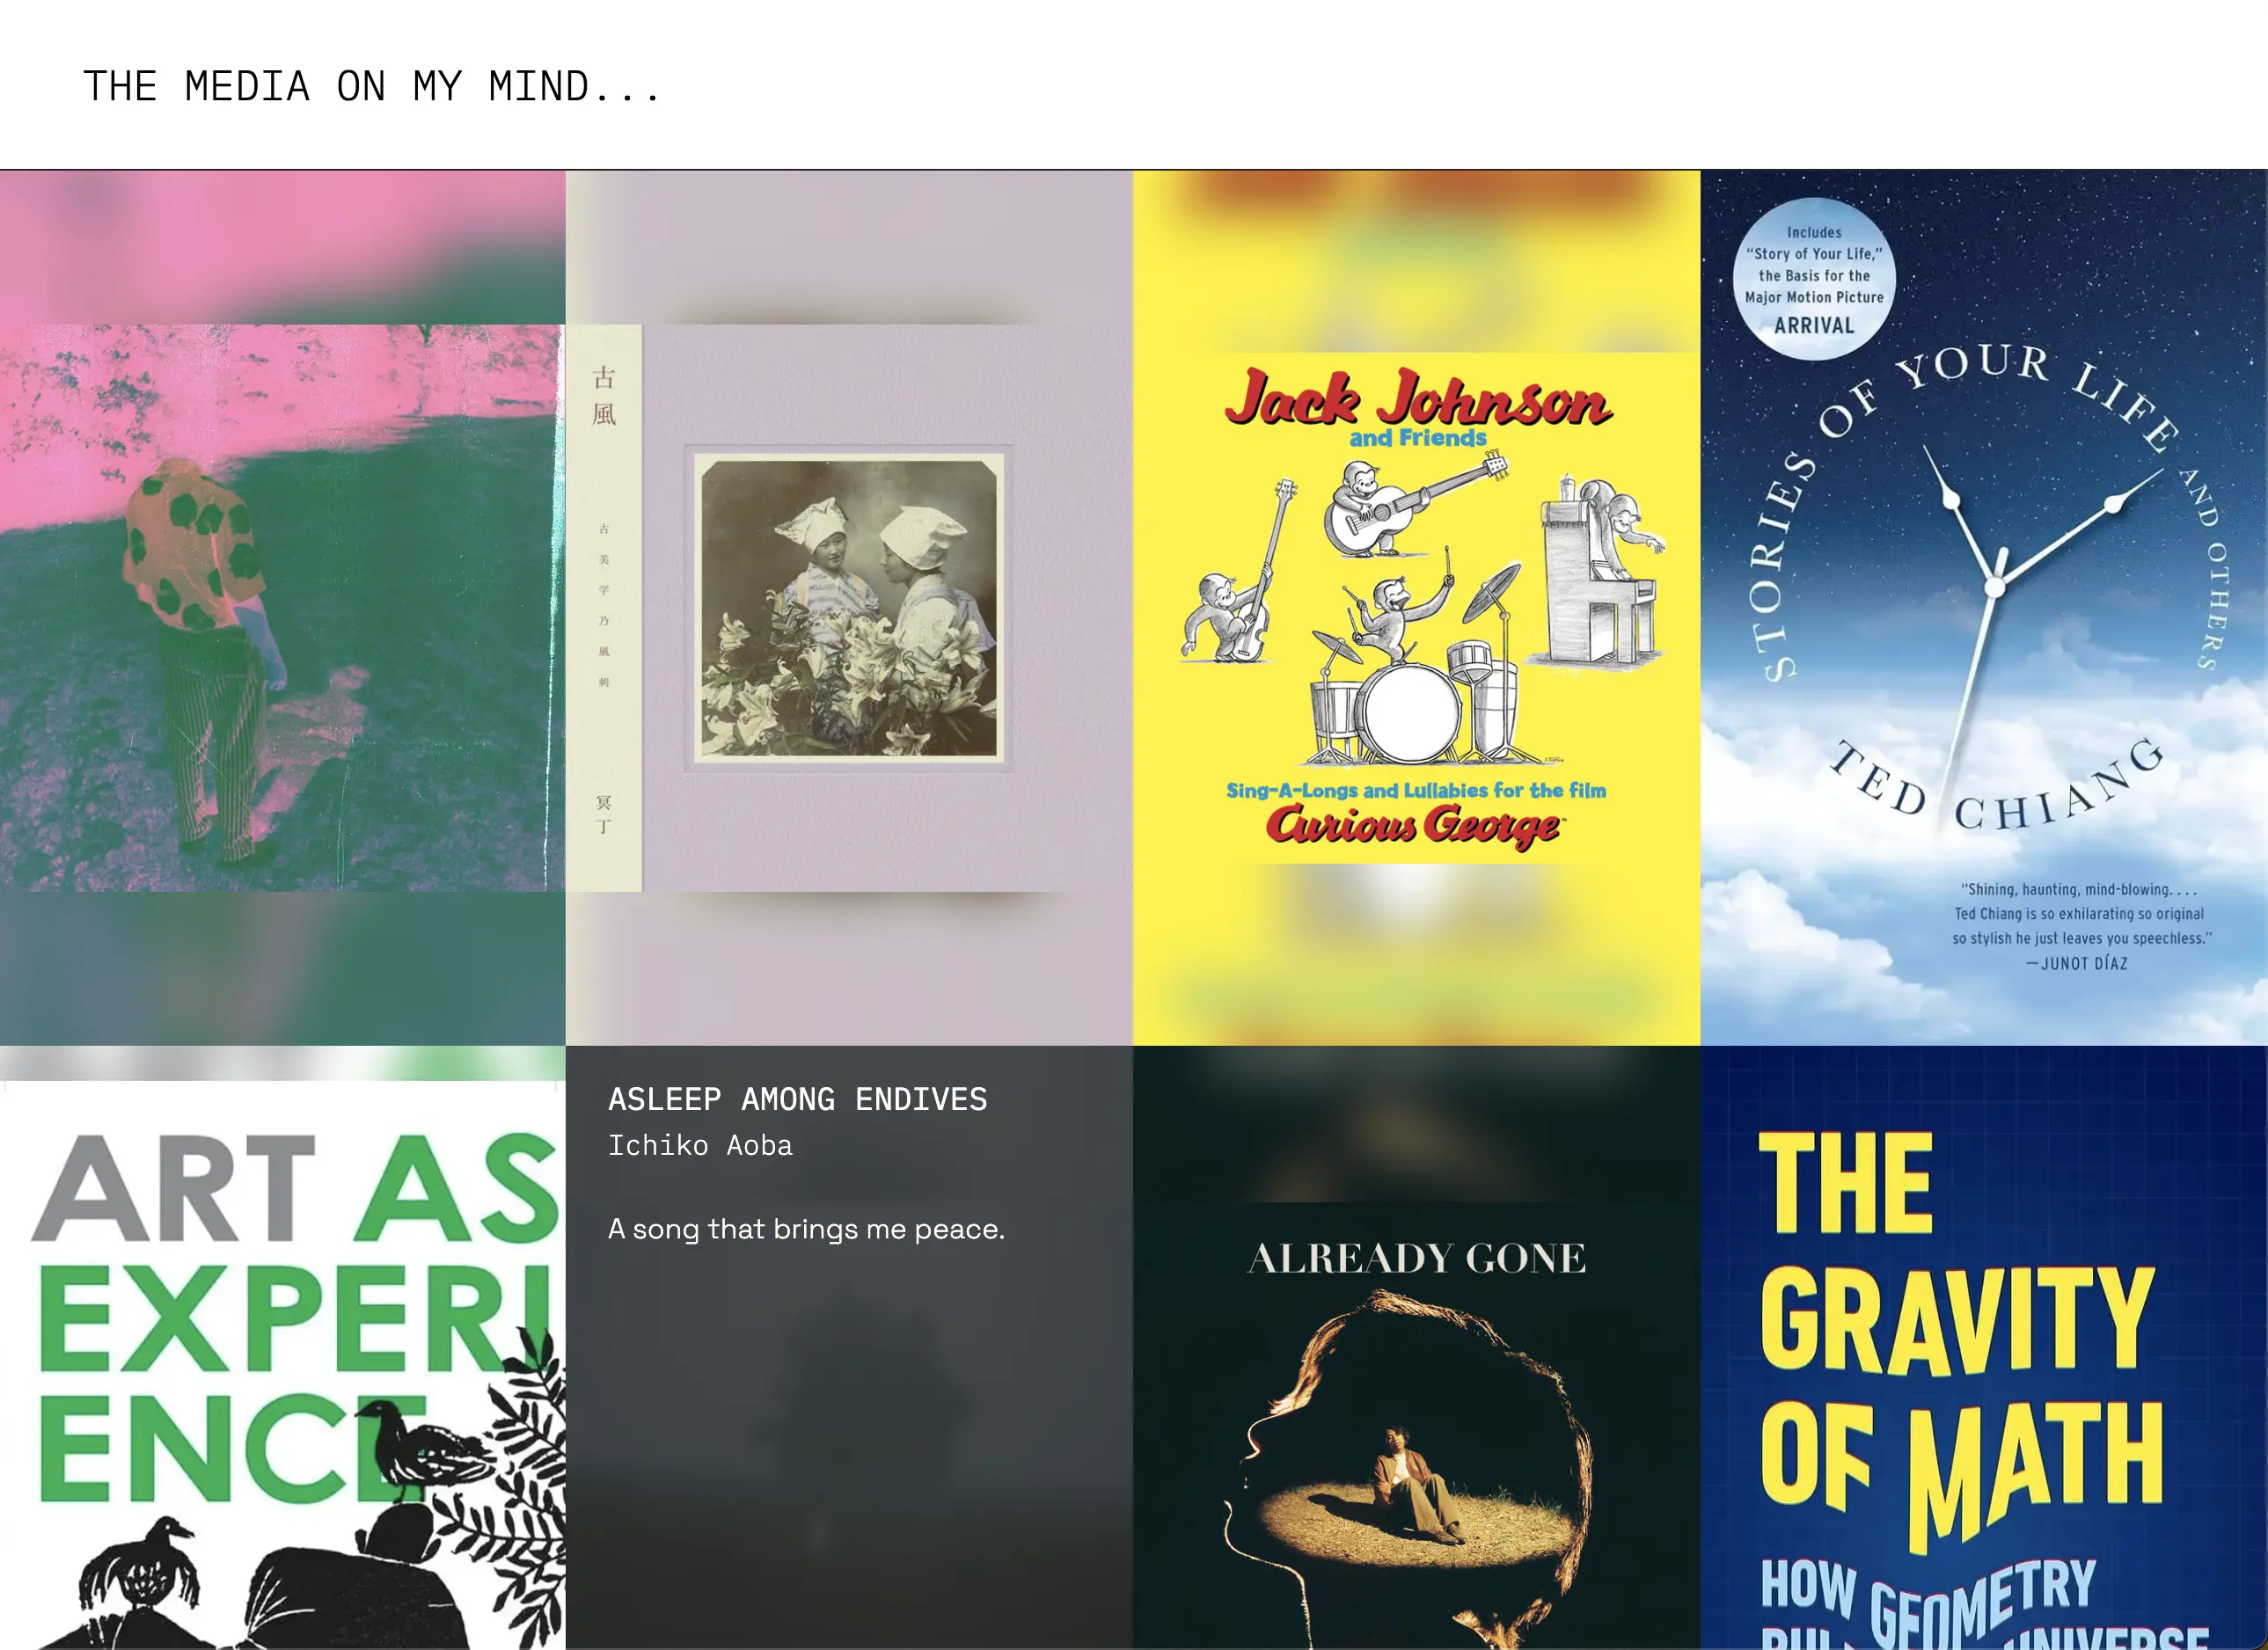 THE MEDIA ON MY MIND...
古風
古美学乃風刺
冥丁
Jack Johnson
and Friends
Sing-A-Longs and Lullabies for the film
Curious George
Includes
“Story of Your Life,”
the Basis for the
Major Motion Picture
ARRIVAL
STORIES OF YOUR LIFE AND OTHERS
TED CHIANG
“Shining, haunting, mind-blowing. . . .
Ted Chiang is so exhilarating so original
so stylish he just leaves you speechless.”
—JUNOT DÍAZ
ART AS
EXPERI
ENCE
ASLEEP AMONG ENDIVES
Ichiko Aoba
A song that brings me peace.
ALREADY GONE
THE
GRAVITY
OF MATH
HOW GEOMETRY
UNIVERSE